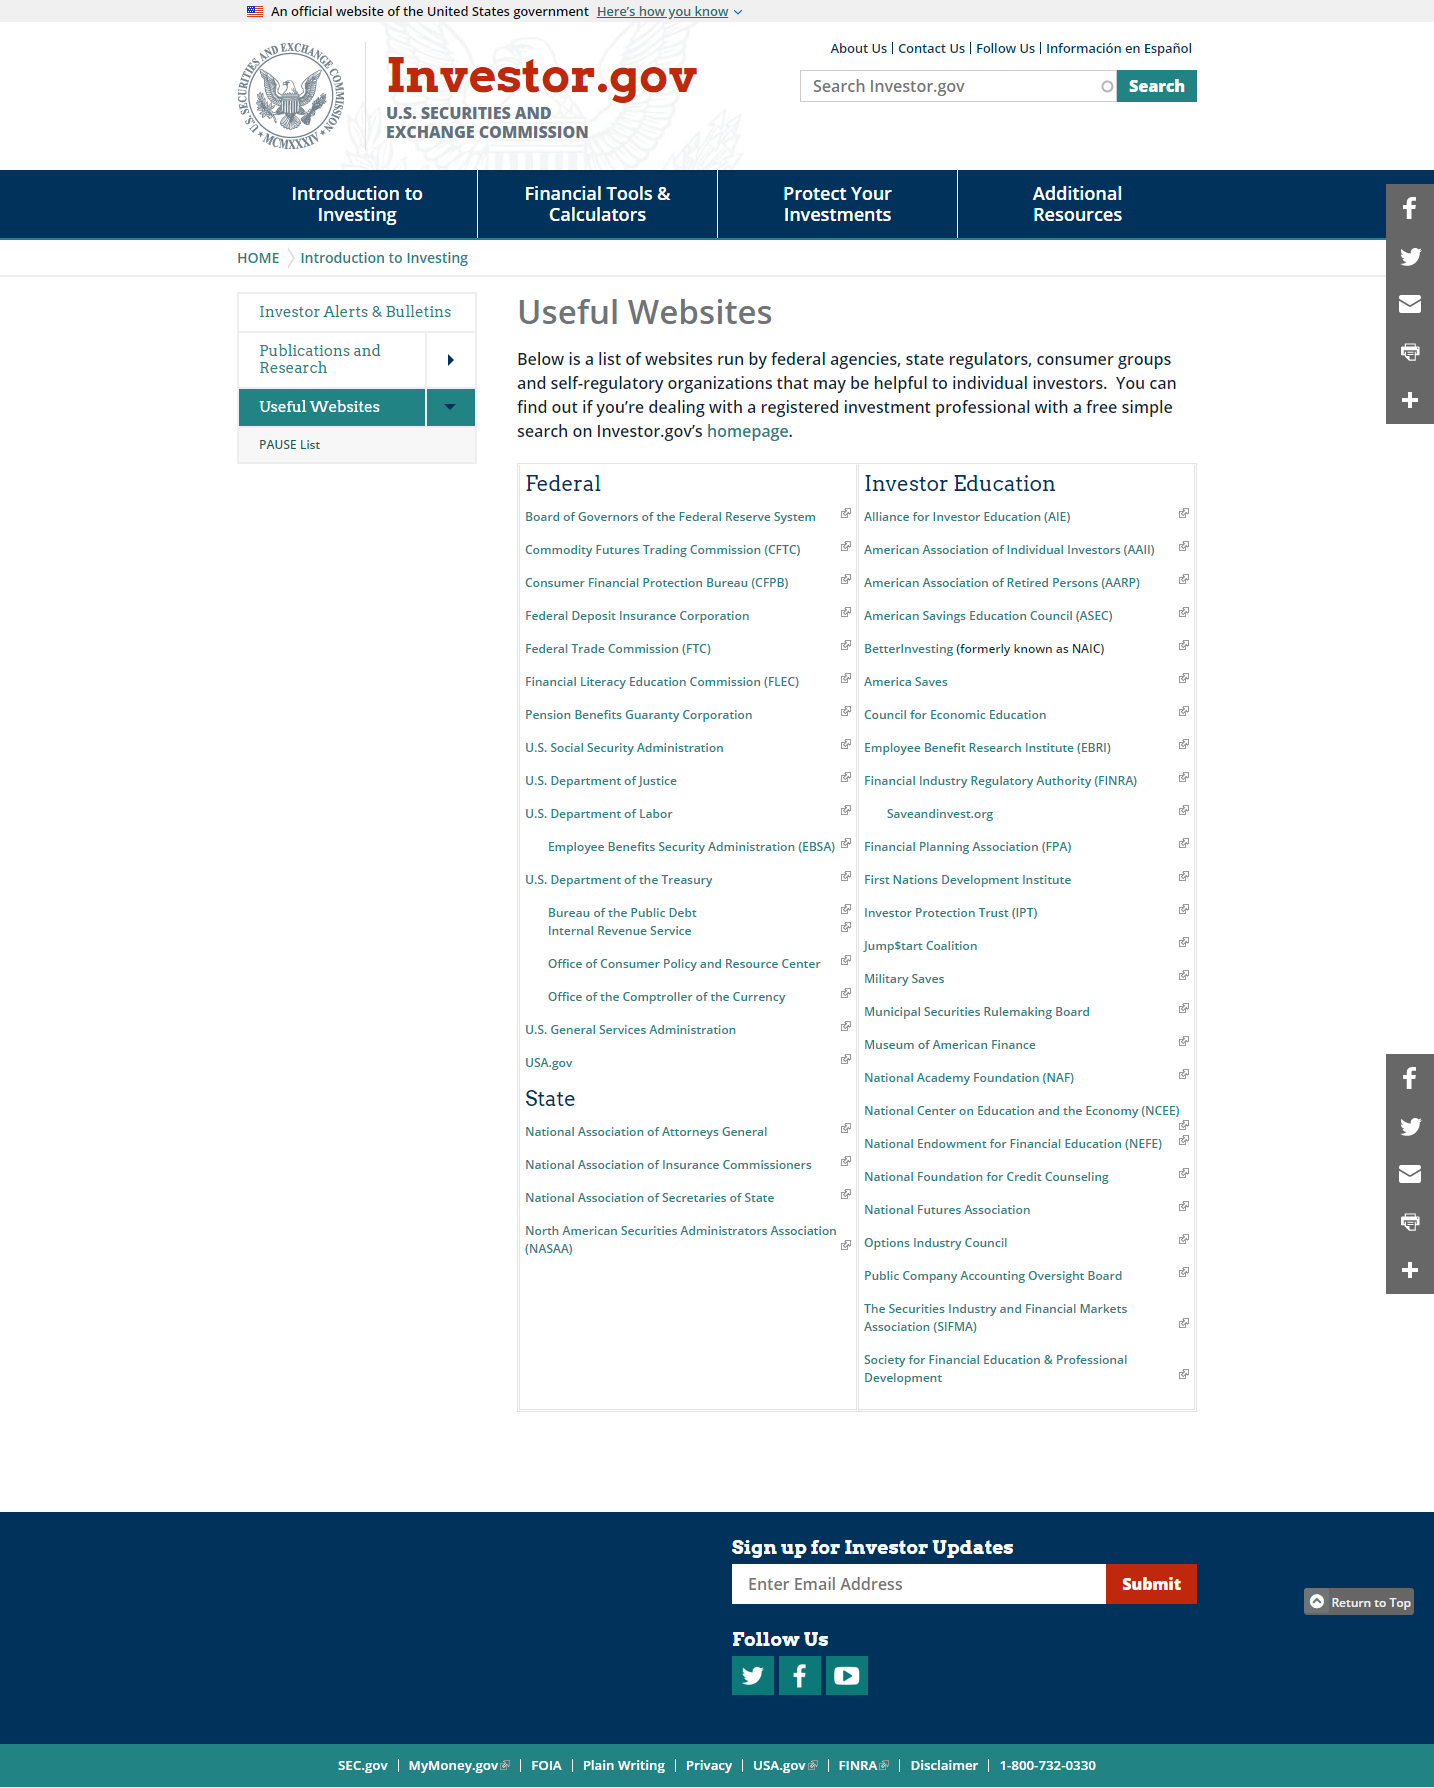 An official website of the United States government Here's how you know
U.S. SECURITIES AND EXCHANGE COMMISSION
MCMXXXIV
Investor.gov
U.S. SECURITIES AND
EXCHANGE COMMISSION
About Us | Contact Us | Follow Us | Información en Español
Search Investor.gov
Search
Introduction to
Investing
Financial Tools &
Calculators
Protect Your
Investments
Additional
Resources
HOME
Introduction to Investing
Investor Alerts & Bulletins
Publications and
Research
Useful Websites
PAUSE List
Useful Websites
Below is a list of websites run by federal agencies, state regulators, consumer groups
and self-regulatory organizations that may be helpful to individual investors.  You can
find out if you’re dealing with a registered investment professional with a free simple
search on Investor.gov’s homepage.
Federal
Board of Governors of the Federal Reserve System
Commodity Futures Trading Commission (CFTC)
Consumer Financial Protection Bureau (CFPB)
Federal Deposit Insurance Corporation
Federal Trade Commission (FTC)
Financial Literacy Education Commission (FLEC)
Pension Benefits Guaranty Corporation
U.S. Social Security Administration
U.S. Department of Justice
U.S. Department of Labor
Employee Benefits Security Administration (EBSA)
U.S. Department of the Treasury
Bureau of the Public Debt
Internal Revenue Service
Office of Consumer Policy and Resource Center
Office of the Comptroller of the Currency
U.S. General Services Administration
USA.gov
State
National Association of Attorneys General
National Association of Insurance Commissioners
National Association of Secretaries of State
North American Securities Administrators Association
(NASAA)
Investor Education
Alliance for Investor Education (AIE)
American Association of Individual Investors (AAII)
American Association of Retired Persons (AARP)
American Savings Education Council (ASEC)
BetterInvesting (formerly known as NAIC)
America Saves
Council for Economic Education
Employee Benefit Research Institute (EBRI)
Financial Industry Regulatory Authority (FINRA)
Saveandinvest.org
Financial Planning Association (FPA)
First Nations Development Institute
Investor Protection Trust (IPT)
Jump$tart Coalition
Military Saves
Municipal Securities Rulemaking Board
Museum of American Finance
National Academy Foundation (NAF)
National Center on Education and the Economy (NCEE)
National Endowment for Financial Education (NEFE)
National Foundation for Credit Counseling
National Futures Association
Options Industry Council
Public Company Accounting Oversight Board
The Securities Industry and Financial Markets
Association (SIFMA)
Society for Financial Education & Professional
Development
Sign up for Investor Updates
Enter Email Address
Submit
Return to Top
Follow Us
SEC.gov | MyMoney.gov | FOIA | Plain Writing | Privacy | USA.gov | FINRA | Disclaimer | 1-800-732-0330